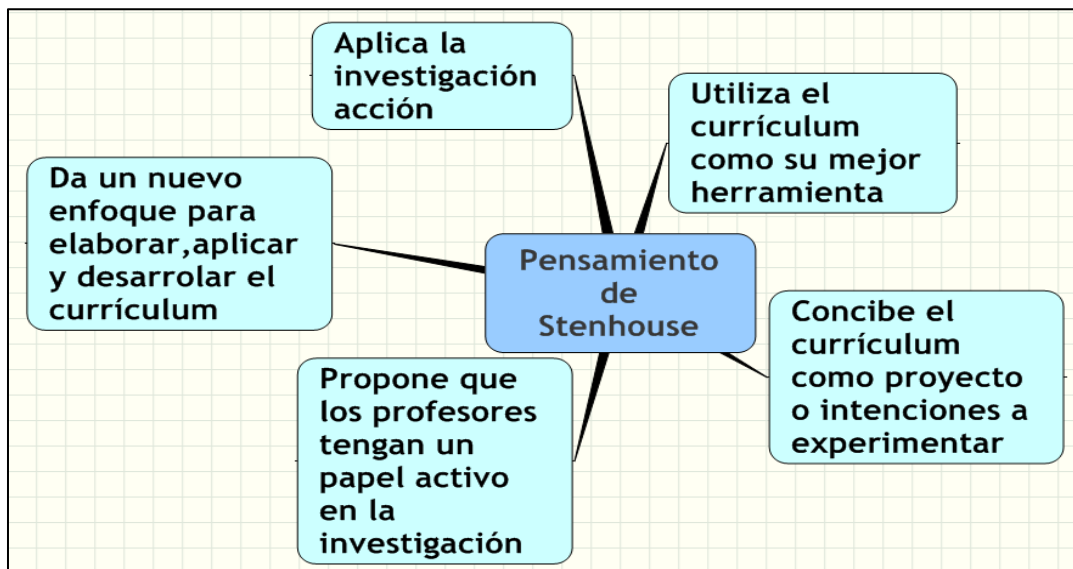 Aplica la
investigación
acción
Utiliza el
currículum
como su mejor
herramienta
Da un nuevo
enfoque para
elaborar,aplicar
y desarrolar el
currículum
Pensamiento
de
Stenhouse
Concibe el
currículum
como proyecto
o intenciones a
experimentar
Propone que
los profesores
tengan un
papel activo
en la
investigación